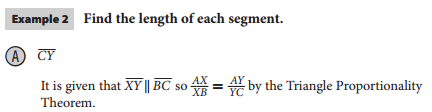 Example 2 Find the length of each segment.
A CY
It is given that XY ∥ BC so AX/XB = AY/YC by the Triangle Proportionality
Theorem.